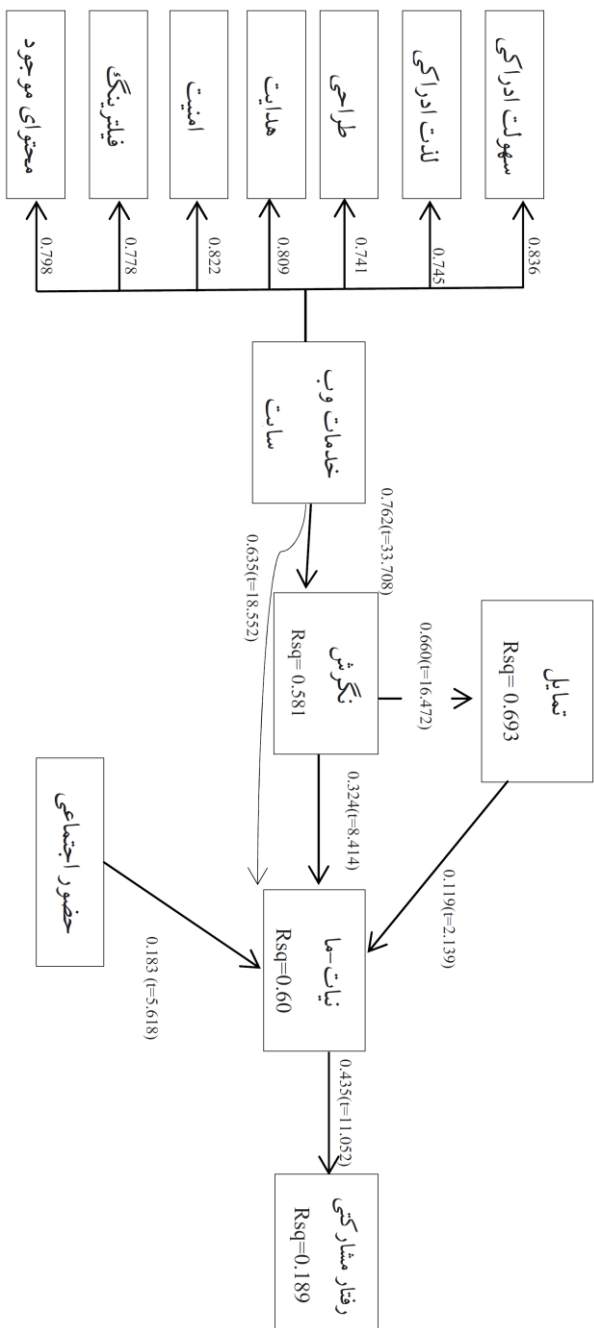 سهولت ادراکی
لذت ادراکی
طراحی
هدایت
امنیت
فیلترینگ
محتوای موجود
0.836
0.745
0.741
0.809
0.822
0.778
0.798
خدمات وب
سایت
0.762(t=33.708)
0.635(t=18.552)
نگرش
Rsq= 0.581
0.660(t=16.472)
تمایل
Rsq= 0.693
0.324(t=8.414)
0.119(t=2.139)
حضور اجتماعی
0.183 (t=5.618)
نیات-ما
Rsq=0.60
0.435(t=11.052)
رفتار مشارکتی
Rsq=0.189